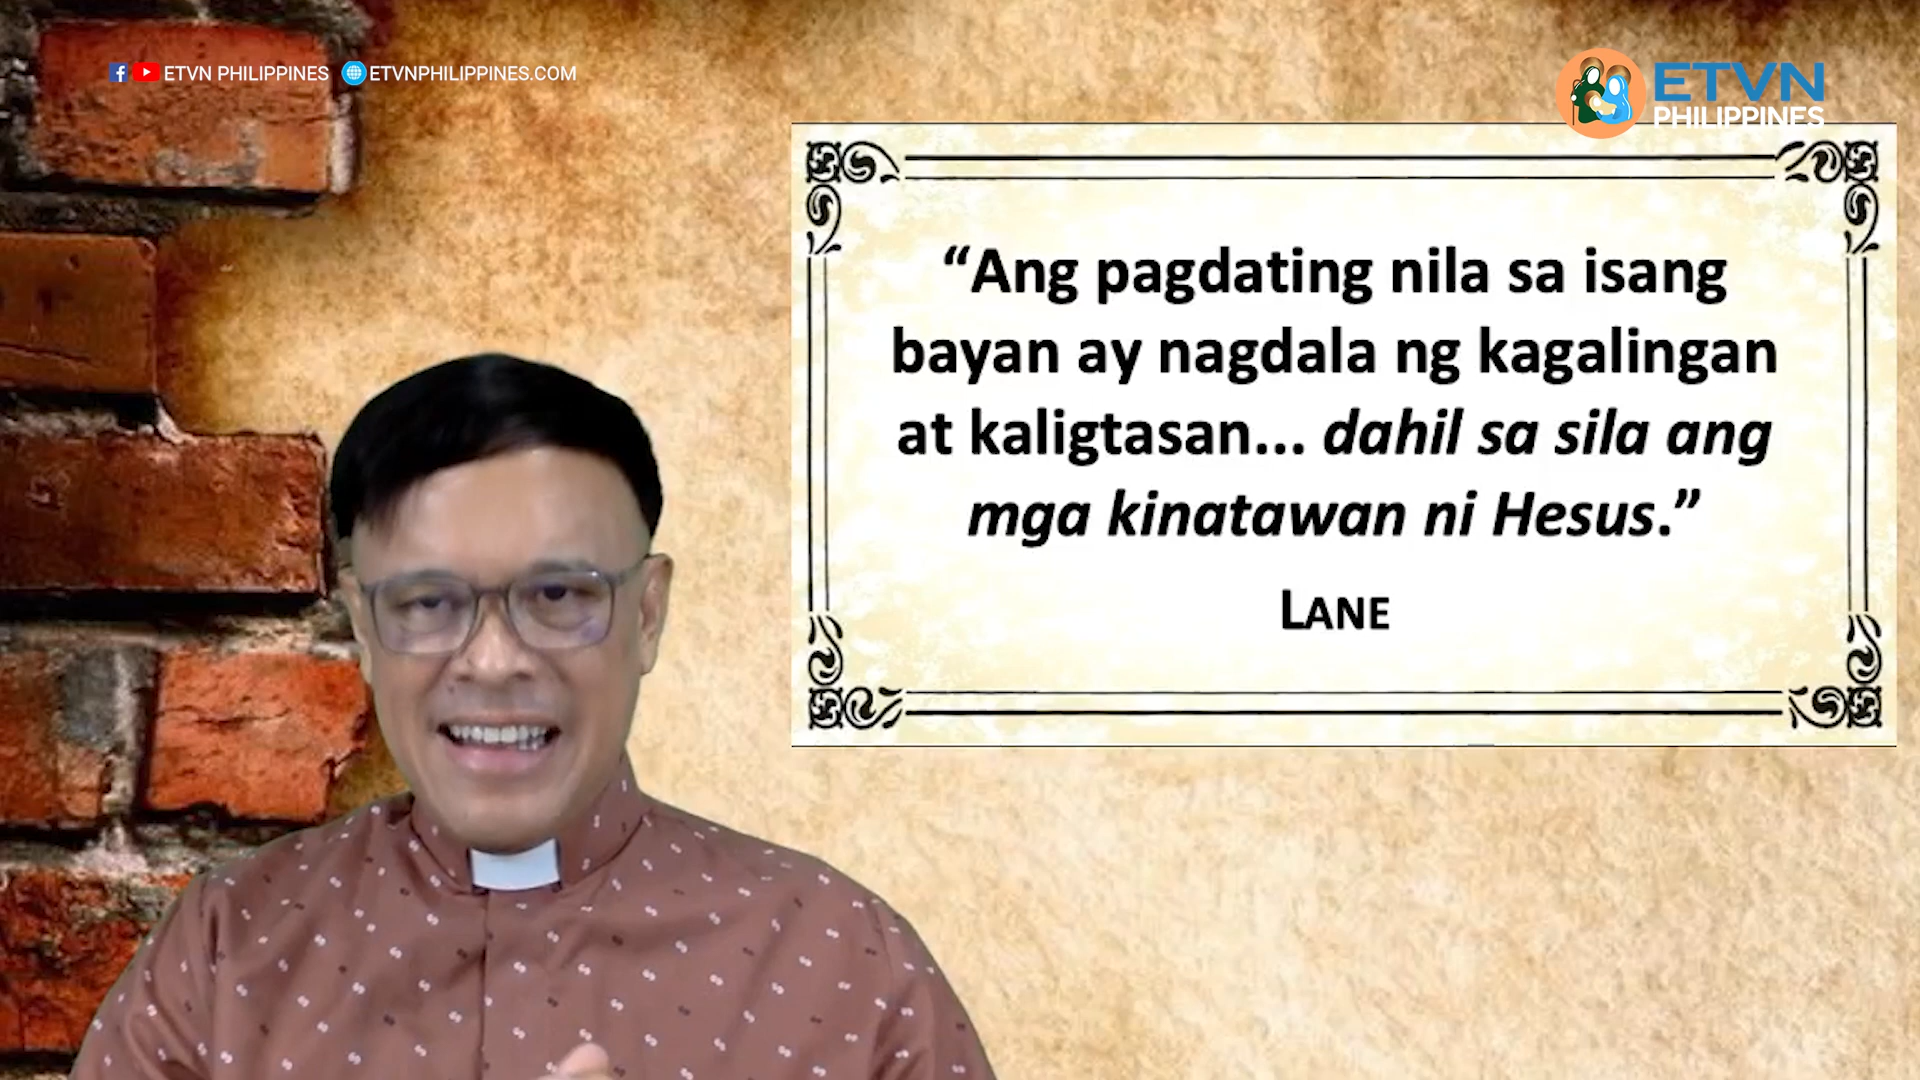 ETVN PHILIPPINES ETVNPHILIPPINES.COM
ETVN
PHILIPPINES
“Ang pagdating nila sa isang
bayan ay nagdala ng kagalingan
at kaligtasan... dahil sa sila ang
mga kinatawan ni Hesus.”
LANE